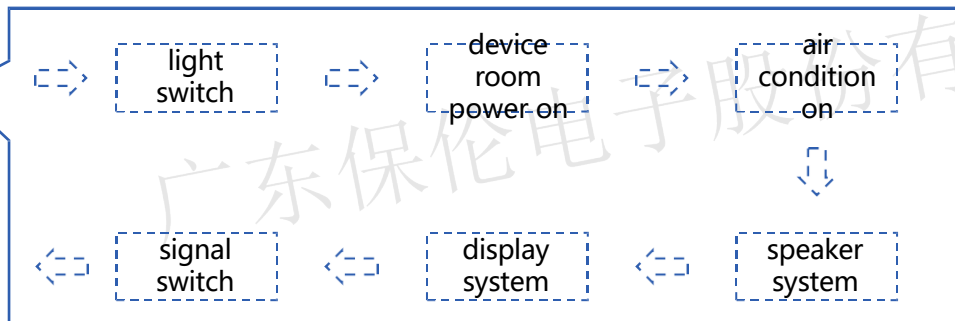 light
switch
device
room
power on
air
condition
on
speaker
system
display
system
signal
switch
广东保伦电子股份有